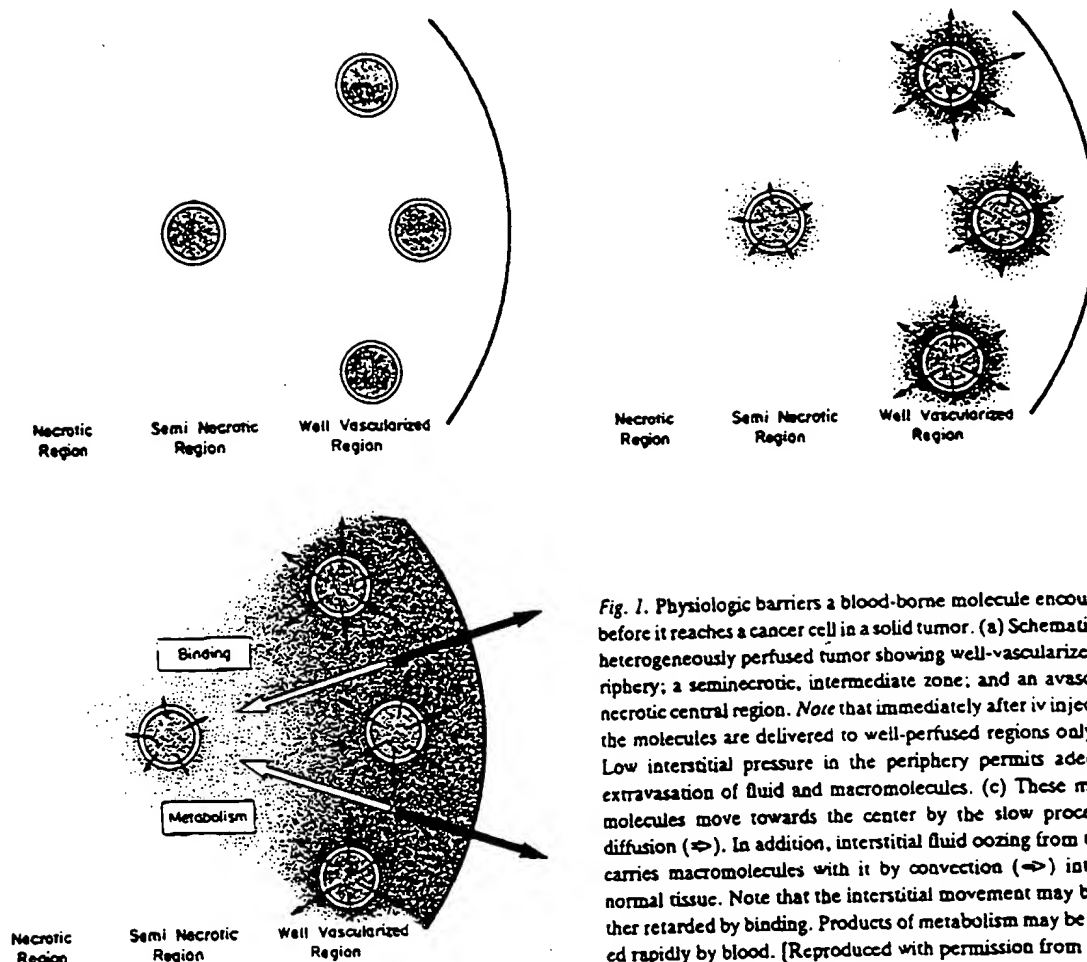 Necrotic Region
Semi Necrotic Region
Well Vascularized Region
Necrotic Region
Semi Necrotic Region
Well Vascularized Region
Binding
Metabolism
Necrotic Region
Semi Necrotic Region
Well Vascularized Region
Fig. 1. Physiologic barriers a blood-borne molecule encou
before it reaches a cancer cell in a solid tumor. (a) Schemati
heterogeneously perfused tumor showing well-vascularize
riphery; a seminecrotic, intermediate zone; and an avasc
necrotic central region. Note that immediately after iv injec
the molecules are delivered to well-perfused regions only
Low interstitial pressure in the periphery permits ade
extravasation of fluid and macromolecules. (c) These m
molecules move towards the center by the slow proc
diffusion (⇨). In addition, interstitial fluid oozing from
carries macromolecules with it by convection (➾) int
normal tissue. Note that the interstitial movement may b
ther retarded by binding. Products of metabolism may be
ed rapidly by blood. [Reproduced with permission from